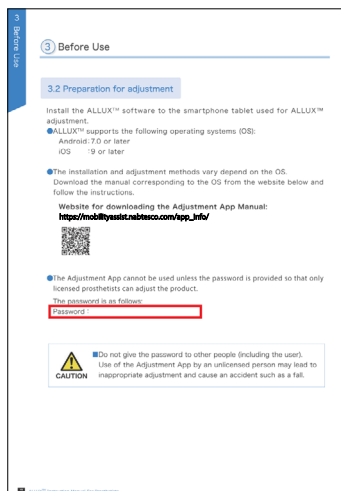 3
Before Use
3 Before Use
3.2 Preparation for adjustment
Install the ALLUX™ software to the smartphone tablet used for ALLUX™
adjustment.
●ALLUX™ supports the following operating systems (OS):
Android: 7.0 or later
iOS : 9 or later
●The installation and adjustment methods vary depend on the OS.
Download the manual corresponding to the OS from the website below and
follow the instructions.
Website for downloading the Adjustment App Manual:
https://mobilityassist.nabtesco.com/app_info/
●The Adjustment App cannot be used unless the password is provided so that only
licensed prosthetists can adjust the product.
The password is as follows:
Password :
■Do not give the password to other people (including the user).
Use of the Adjustment App by an unlicensed person may lead to
inappropriate adjustment and cause an accident such as a fall.
CAUTION